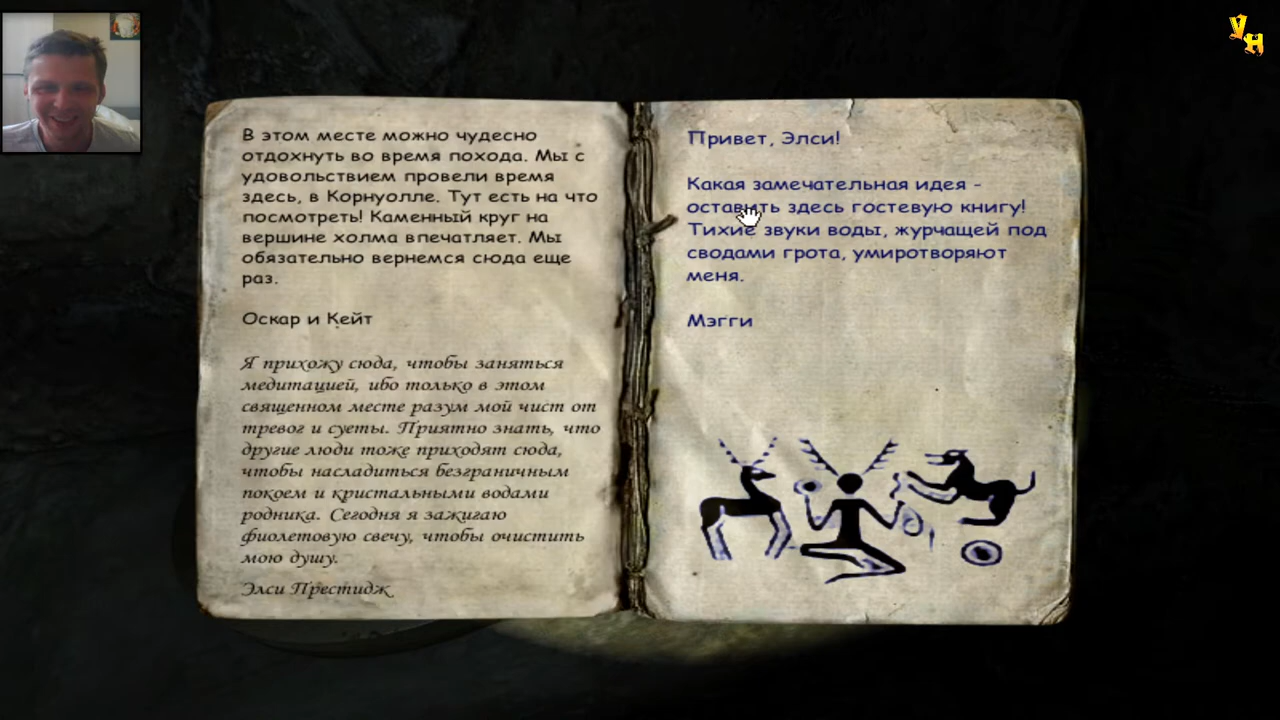 В этом месте можно чудесно
отдохнуть во время похода. Мы с
удовольствием провели время
здесь, в Корнуолле. Тут есть на что
посмотреть! Каменный круг на
вершине холма впечатляет. Мы
обязательно вернемся сюда еще
раз.
Оскар и Кейт
Я прихожу сюда, чтобы заняться
медитацией, ибо только в этом
священном месте разум мой чист от
тревог и суеты. Приятно знать, что
другие люди тоже приходят сюда,
чтобы насладиться безграничным
покоем и кристальными водами
родника. Сегодня я зажигаю
фиолетовую свечу, чтобы очистить
мою душу.
Элси Престидж
Привет, Элси!
Какая замечательная идея -
оставить здесь гостевую книгу!
Тихие звуки воды, журчащей под
сводами грота, умиротворяют
меня.
Мэгги
УН